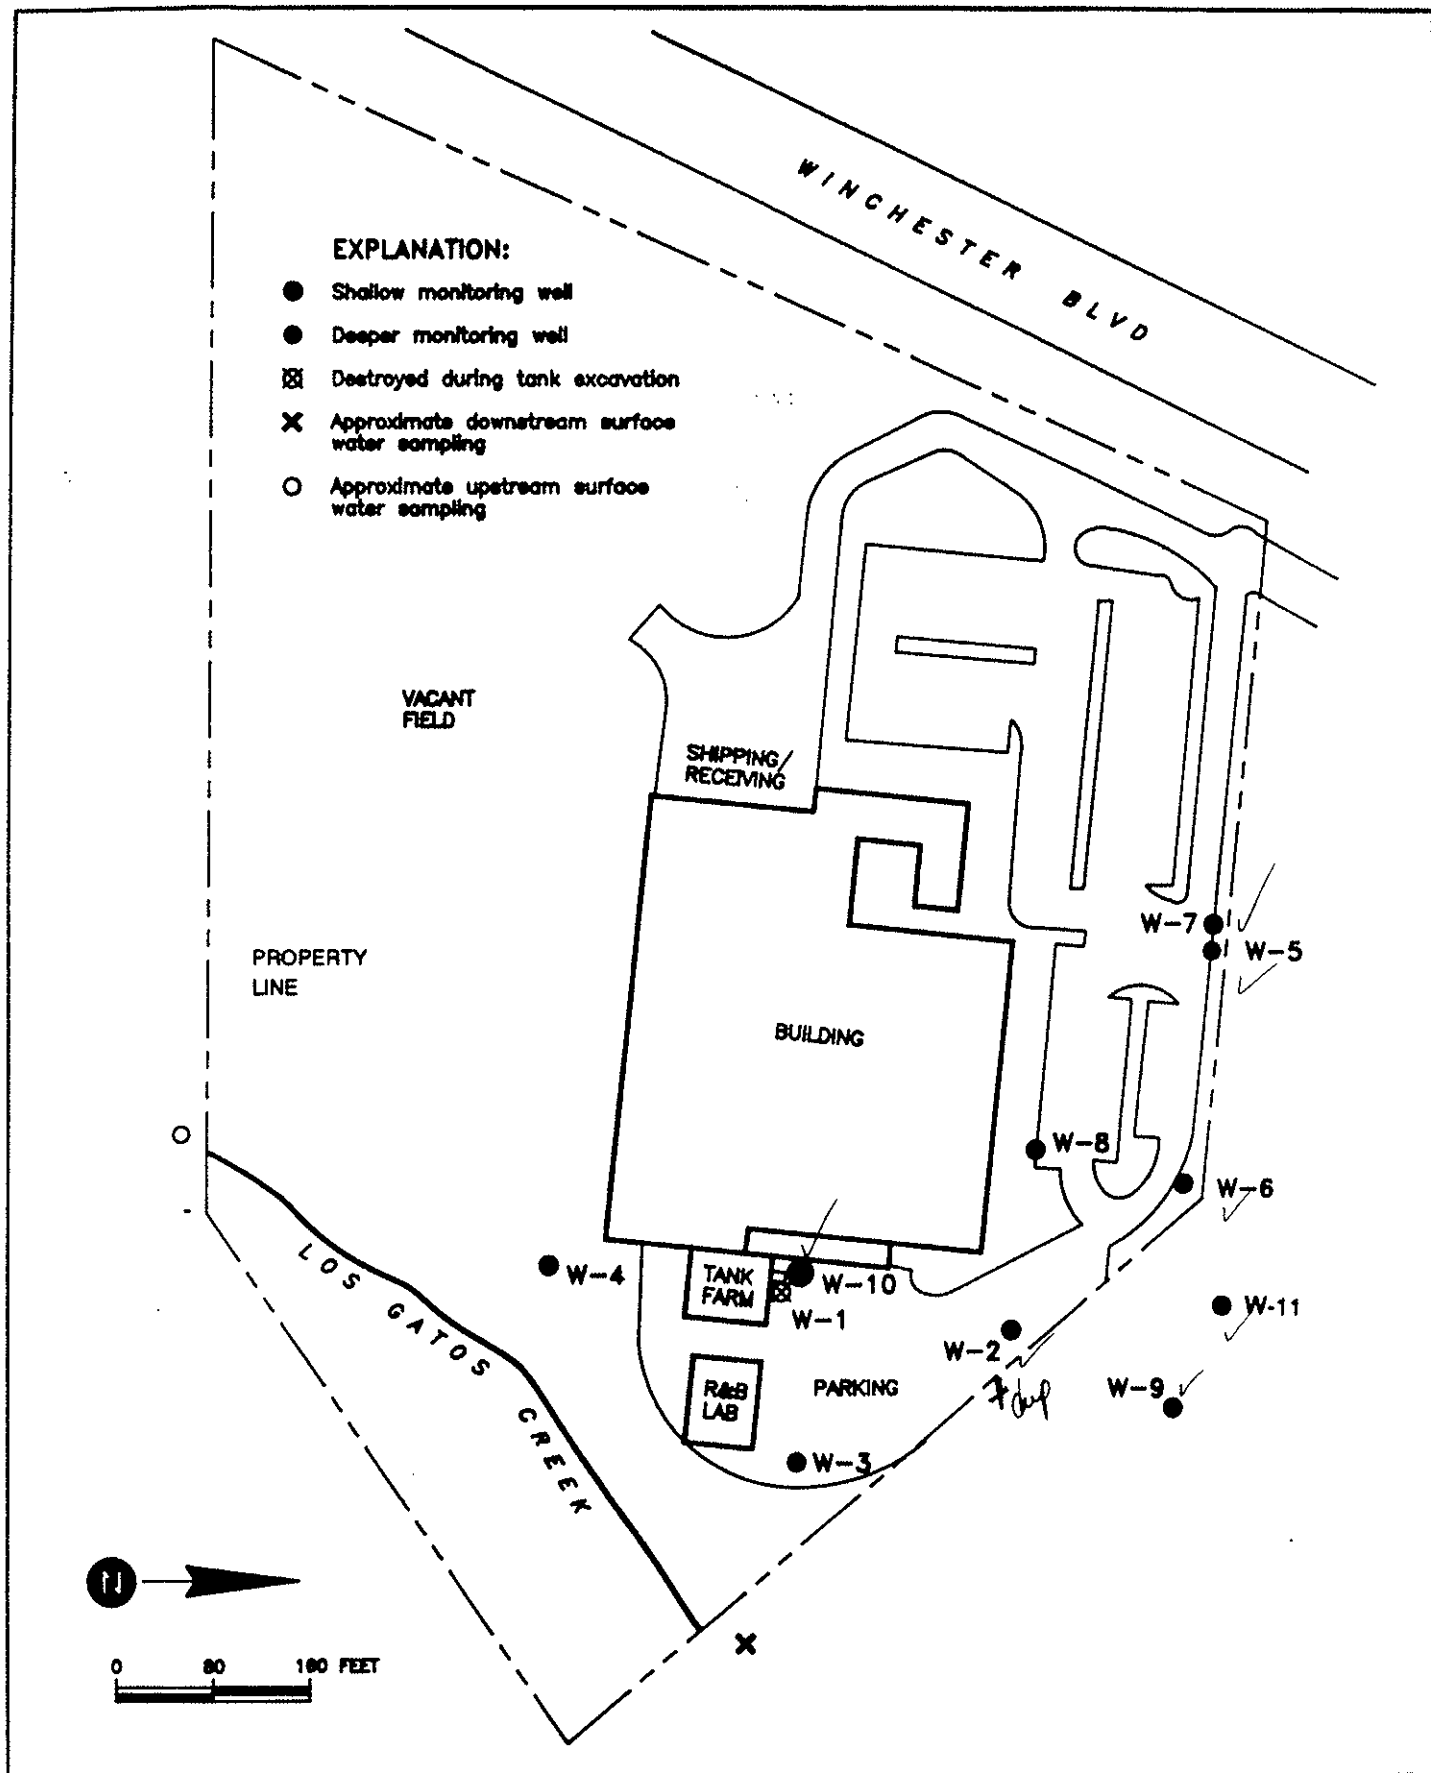 WINCHESTER BLVD
EXPLANATION:
Shallow monitoring well
Deeper monitoring well
Destroyed during tank excavation
Approximate downstream surface
water sampling
Approximate upstream surface
water sampling
VACANT
FIELD
SHIPPING/
RECEIVING
W-7
W-5
PROPERTY
LINE
BUILDING
W-8
W-6
LOS GATOS CREEK
W-4
TANK
FARM
W-10
W-1
W-11
W-2
R&B
LAB
PARKING
W-9
dup
W-3
N
0 80 160 FEET